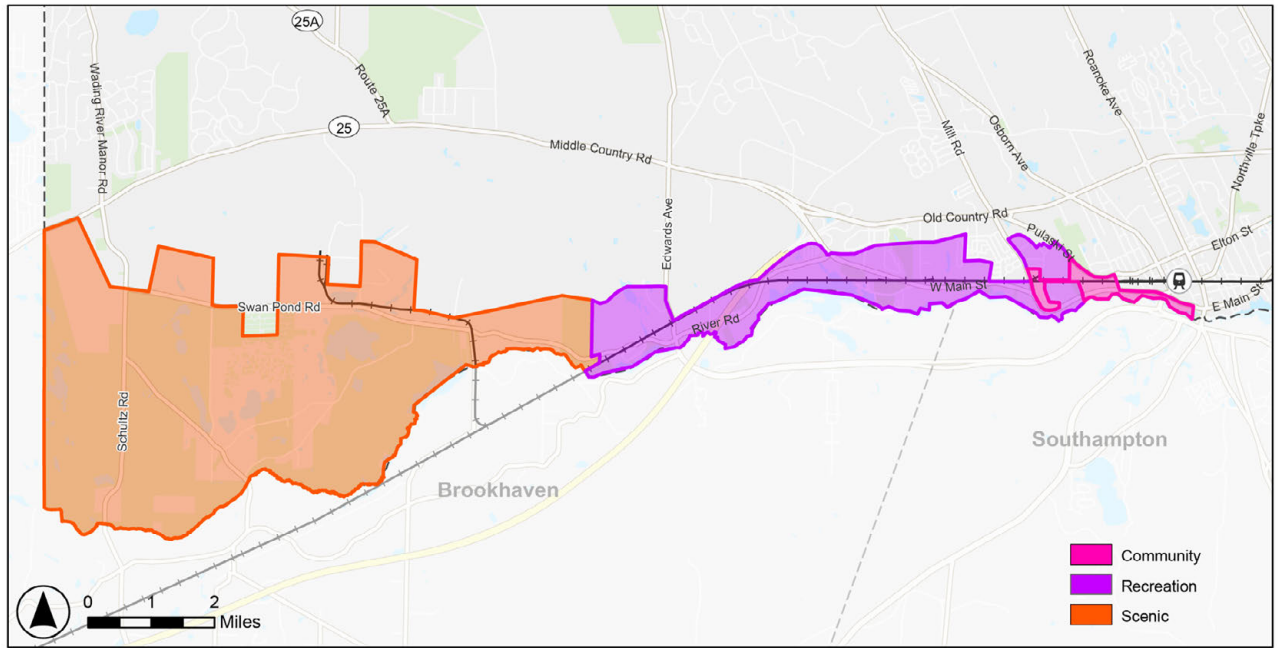 25A
Route 25A
Wading River Manor Rd
25
Middle Country Rd
Roanoke Ave
Osborn Ave
Mill Rd
Northville Tpke
Edwards Ave
Old Country Rd
Pulaski St
Elton St
Swan Pond Rd
W Main St
E Main St
River Rd
Schultz Rd
Southampton
Brookhaven
Community
Recreation
Scenic
0 1 2
Miles